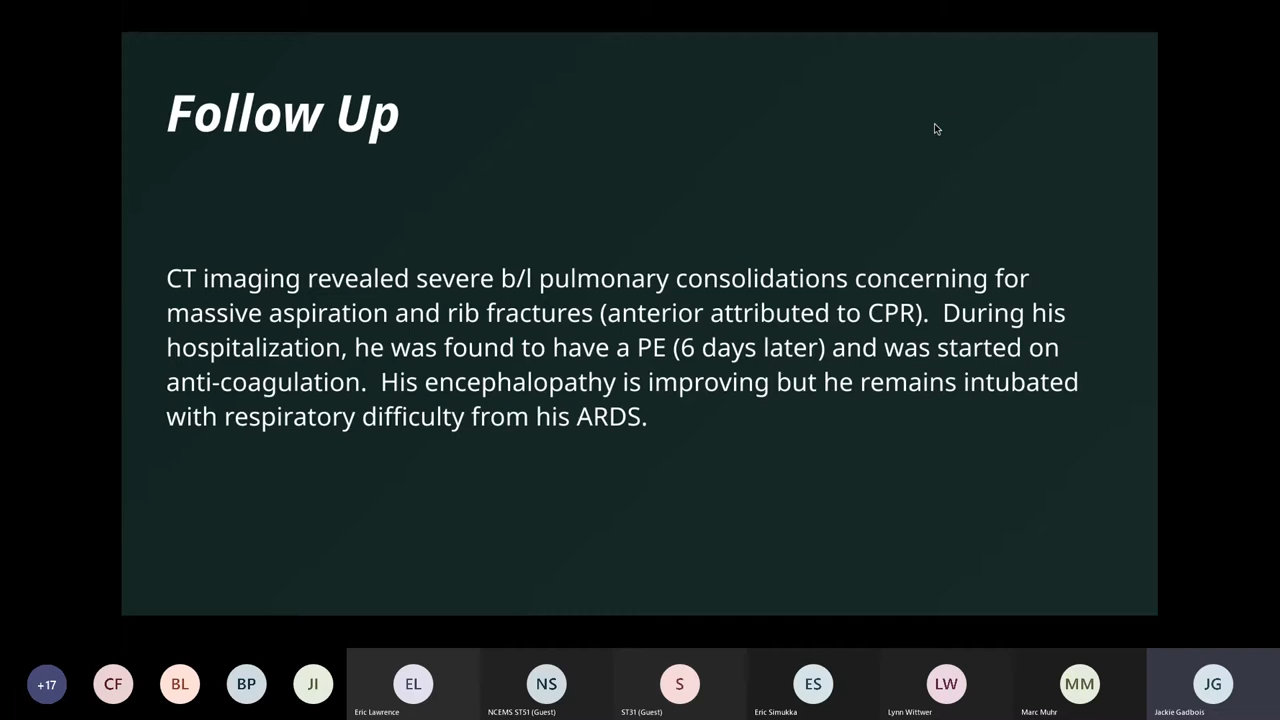 Follow Up
CT imaging revealed severe b/l pulmonary consolidations concerning for
massive aspiration and rib fractures (anterior attributed to CPR).  During his
hospitalization, he was found to have a PE (6 days later) and was started on
anti-coagulation.  His encephalopathy is improving but he remains intubated
with respiratory difficulty from his ARDS.
+17 CF BL BP JI EL NS S ES LW MM JG
Eric Lawrence NCEMS ST51 (Guest) ST31 (Guest) Eric Simukka Lynn Wittwer Marc Muhr Jackie Gadbois